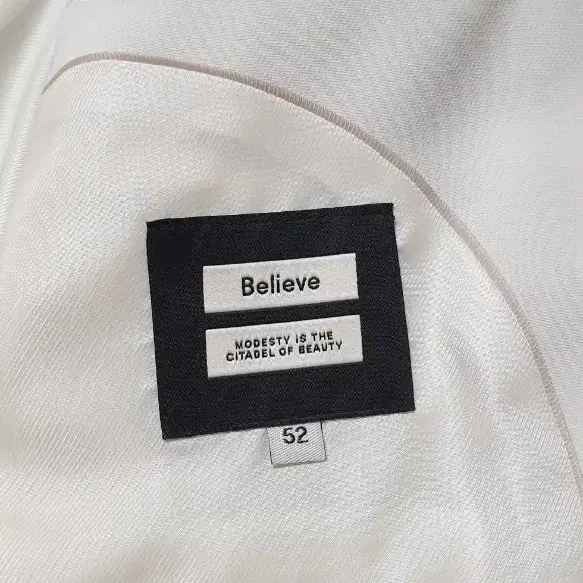 Believe
MODESTY IS THE
CITADEL OF BEAUTY
52